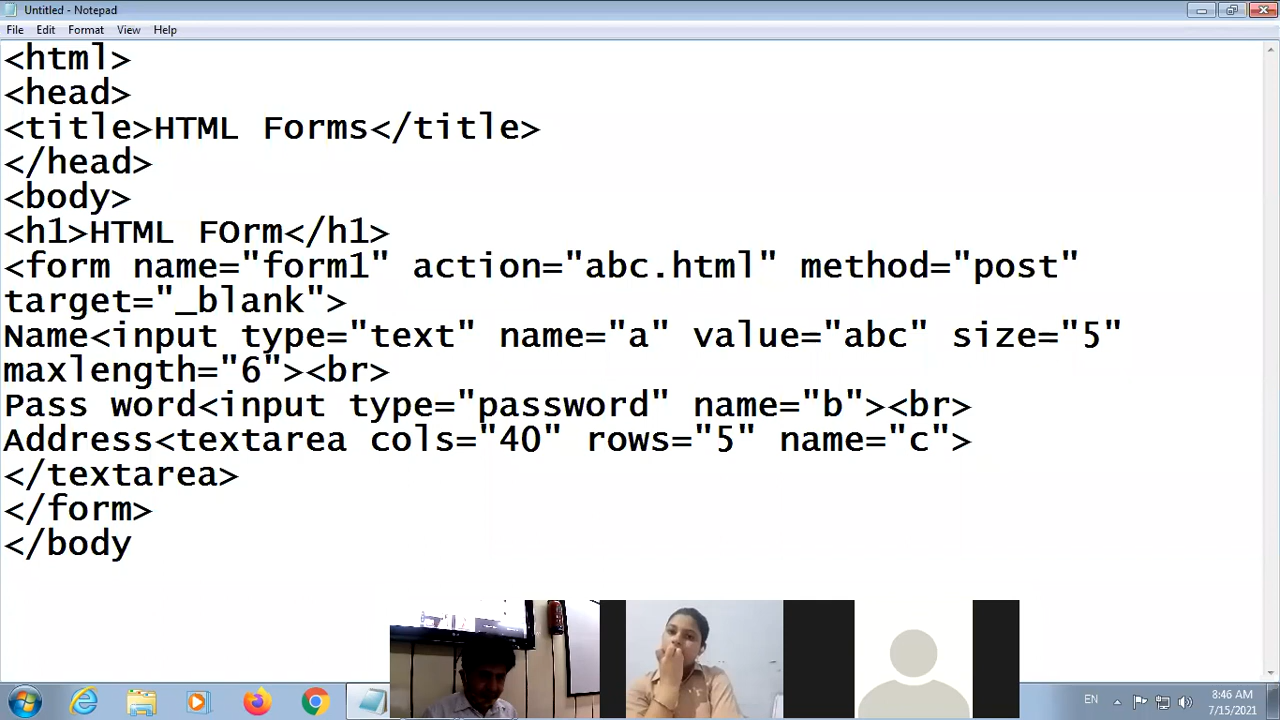 Untitled - Notepad
File Edit Format View Help
<html>
<head>
<title>HTML Forms</title>
</head>
<body>
<h1>HTML FOrm</h1>
<form name="form1" action="abc.html" method="post"
target="_blank">
Name<input type="text" name="a" value="abc" size="5"
maxlength="6"><br>
Pass word<input type="password" name="b"><br>
Address<textarea cols="40" rows="5" name="c">
</textarea>
</form>
</body
EN
8:46 AM
7/15/2021